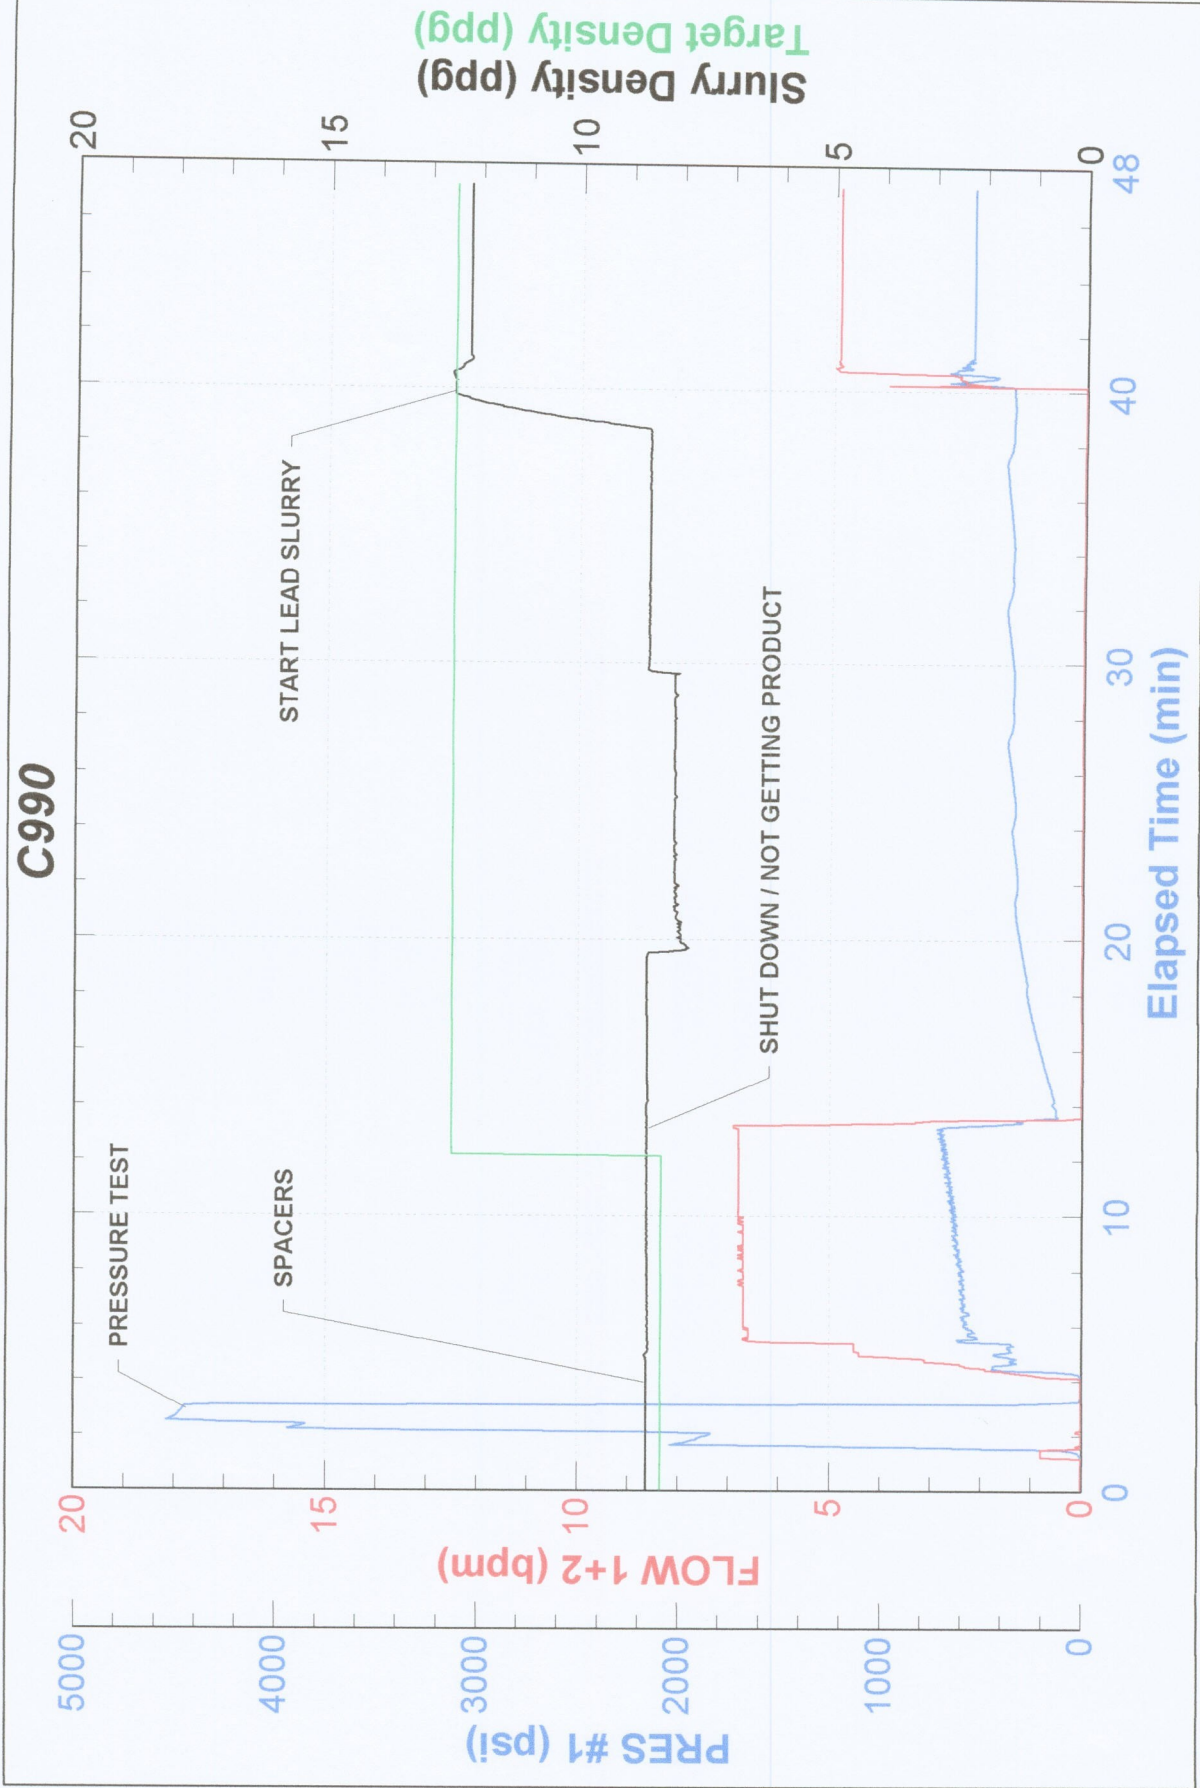 C990
PRESSURE TEST
SPACERS
START LEAD SLURRY
SHUT DOWN / NOT GETTING PRODUCT
PRES #1 (psi)
5000
4000
3000
2000
1000
0
FLOW 1+2 (bpm)
20
15
10
5
0
20
15
10
5
0
Slurry Density (ppg)
Target Density (ppg)
0
10
20
30
40
48
Elapsed Time (min)